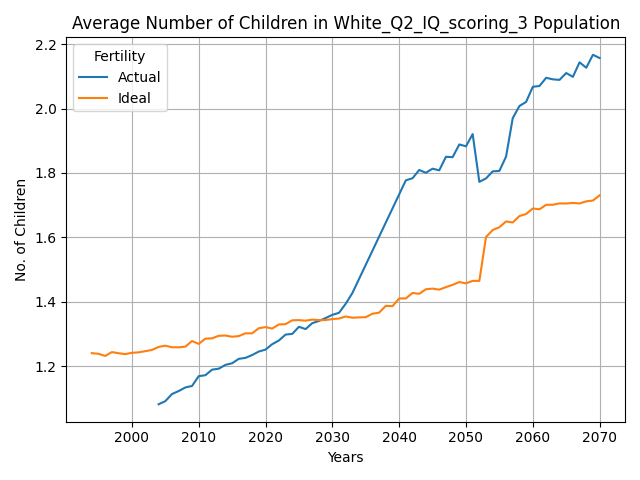 Average Number of Children in White_Q2_IQ_scoring_3 Population
Fertility
Actual
Ideal
No. of Children
2.2
2.0
1.8
1.6
1.4
1.2
2000 2010 2020 2030 2040 2050 2060 2070
Years